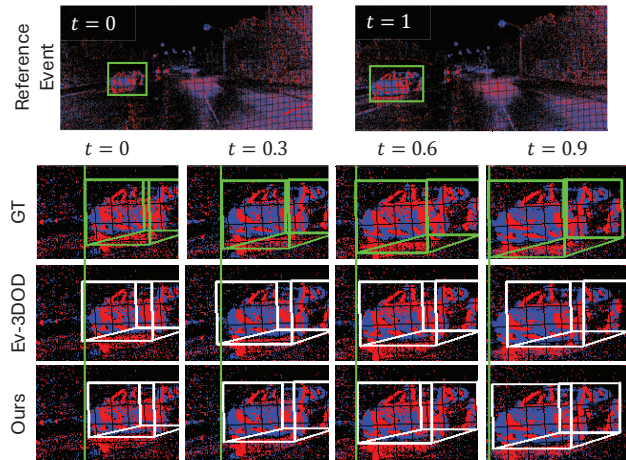 Reference
Event
t = 0
t = 1
t = 0
t = 0.3
t = 0.6
t = 0.9
GT
Ev-3DOD
Ours